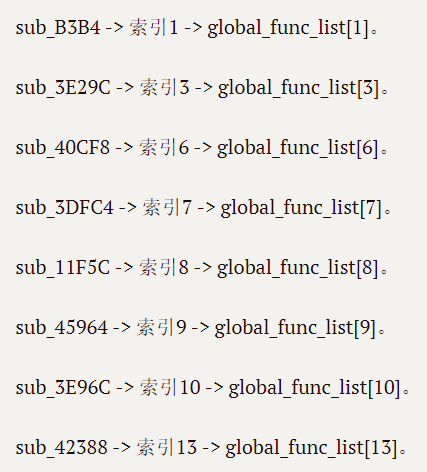 sub_B3B4 -> 索引1 -> global_func_list[1]。
sub_3E29C -> 索引3 -> global_func_list[3]。
sub_40CF8 -> 索引6 -> global_func_list[6]。
sub_3DFC4 -> 索引7 -> global_func_list[7]。
sub_11F5C -> 索引8 -> global_func_list[8]。
sub_45964 -> 索引9 -> global_func_list[9]。
sub_3E96C -> 索引10 -> global_func_list[10]。
sub_42388 -> 索引13 -> global_func_list[13]。